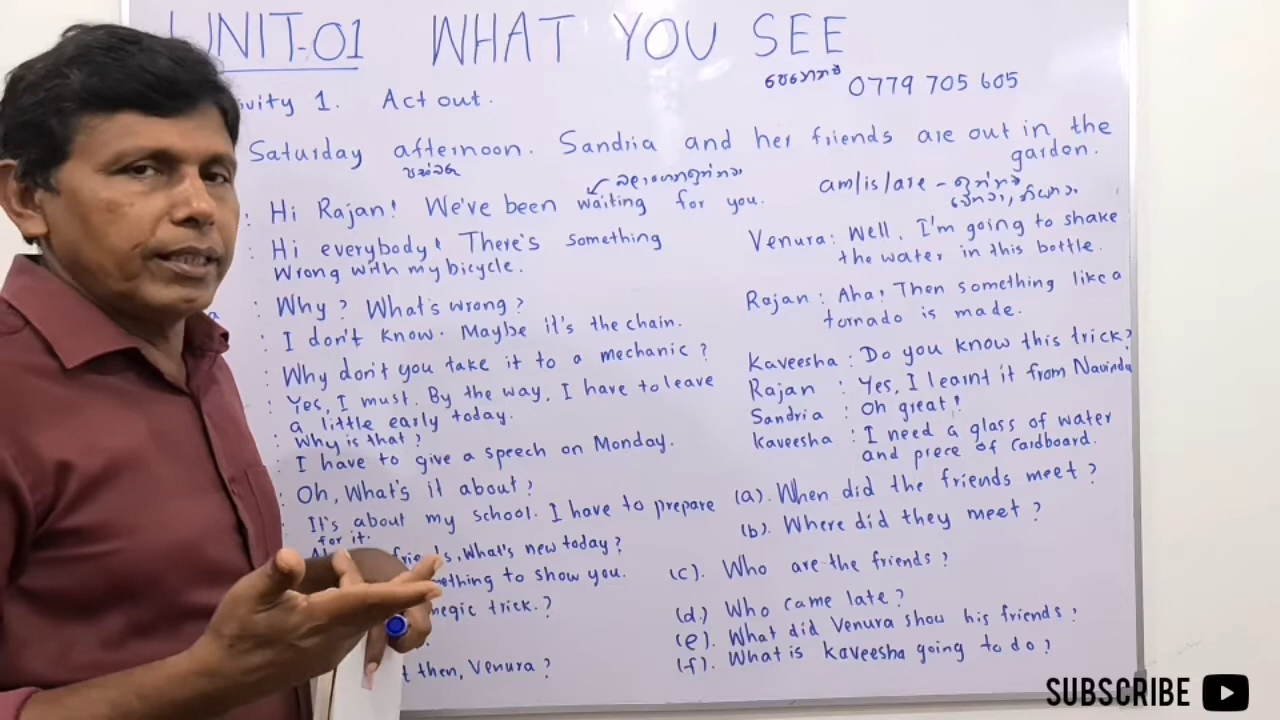 UNIT-01 WHAT YOU SEE
0779 705 605
ivity 1. Act out.
Saturday afternoon. Sandria and her friends are out in the
garden.
am/is/are -
: Hi Rajan! We've been waiting for you.
: Hi everybody! There's something
Wrong with my bicycle.
a : Why? What's wrong?
: I don't know. Maybe it's the chain.
: Why don't you take it to a mechanic?
: Yes, I must. By the way, I have to leave
a little early today.
: Why is that?
: I have to give a speech on Monday.
: Oh, What's it about?
: It's about my school. I have to prepare
for it.
friend's, What's new today?
mething to show you.
megic trick.?
t then, Venura?
Venura: Well, I'm going to shake
the water in this bottle.
Rajan : Aha! Then something like a
tornado is made.
Kaveesha : Do you know this trick?
Rajan : Yes, I learnt it from Navindu
Sandria : Oh great!
Kaveesha : I need a glass of water
and piece of cardboard.
(a). When did the friends meet?
(b). Where did they meet?
(c). Who are the friends?
(d). Who came late?
(e). What did Venura show his friends?
(f). What is Kaveesha going to do?
SUBSCRIBE